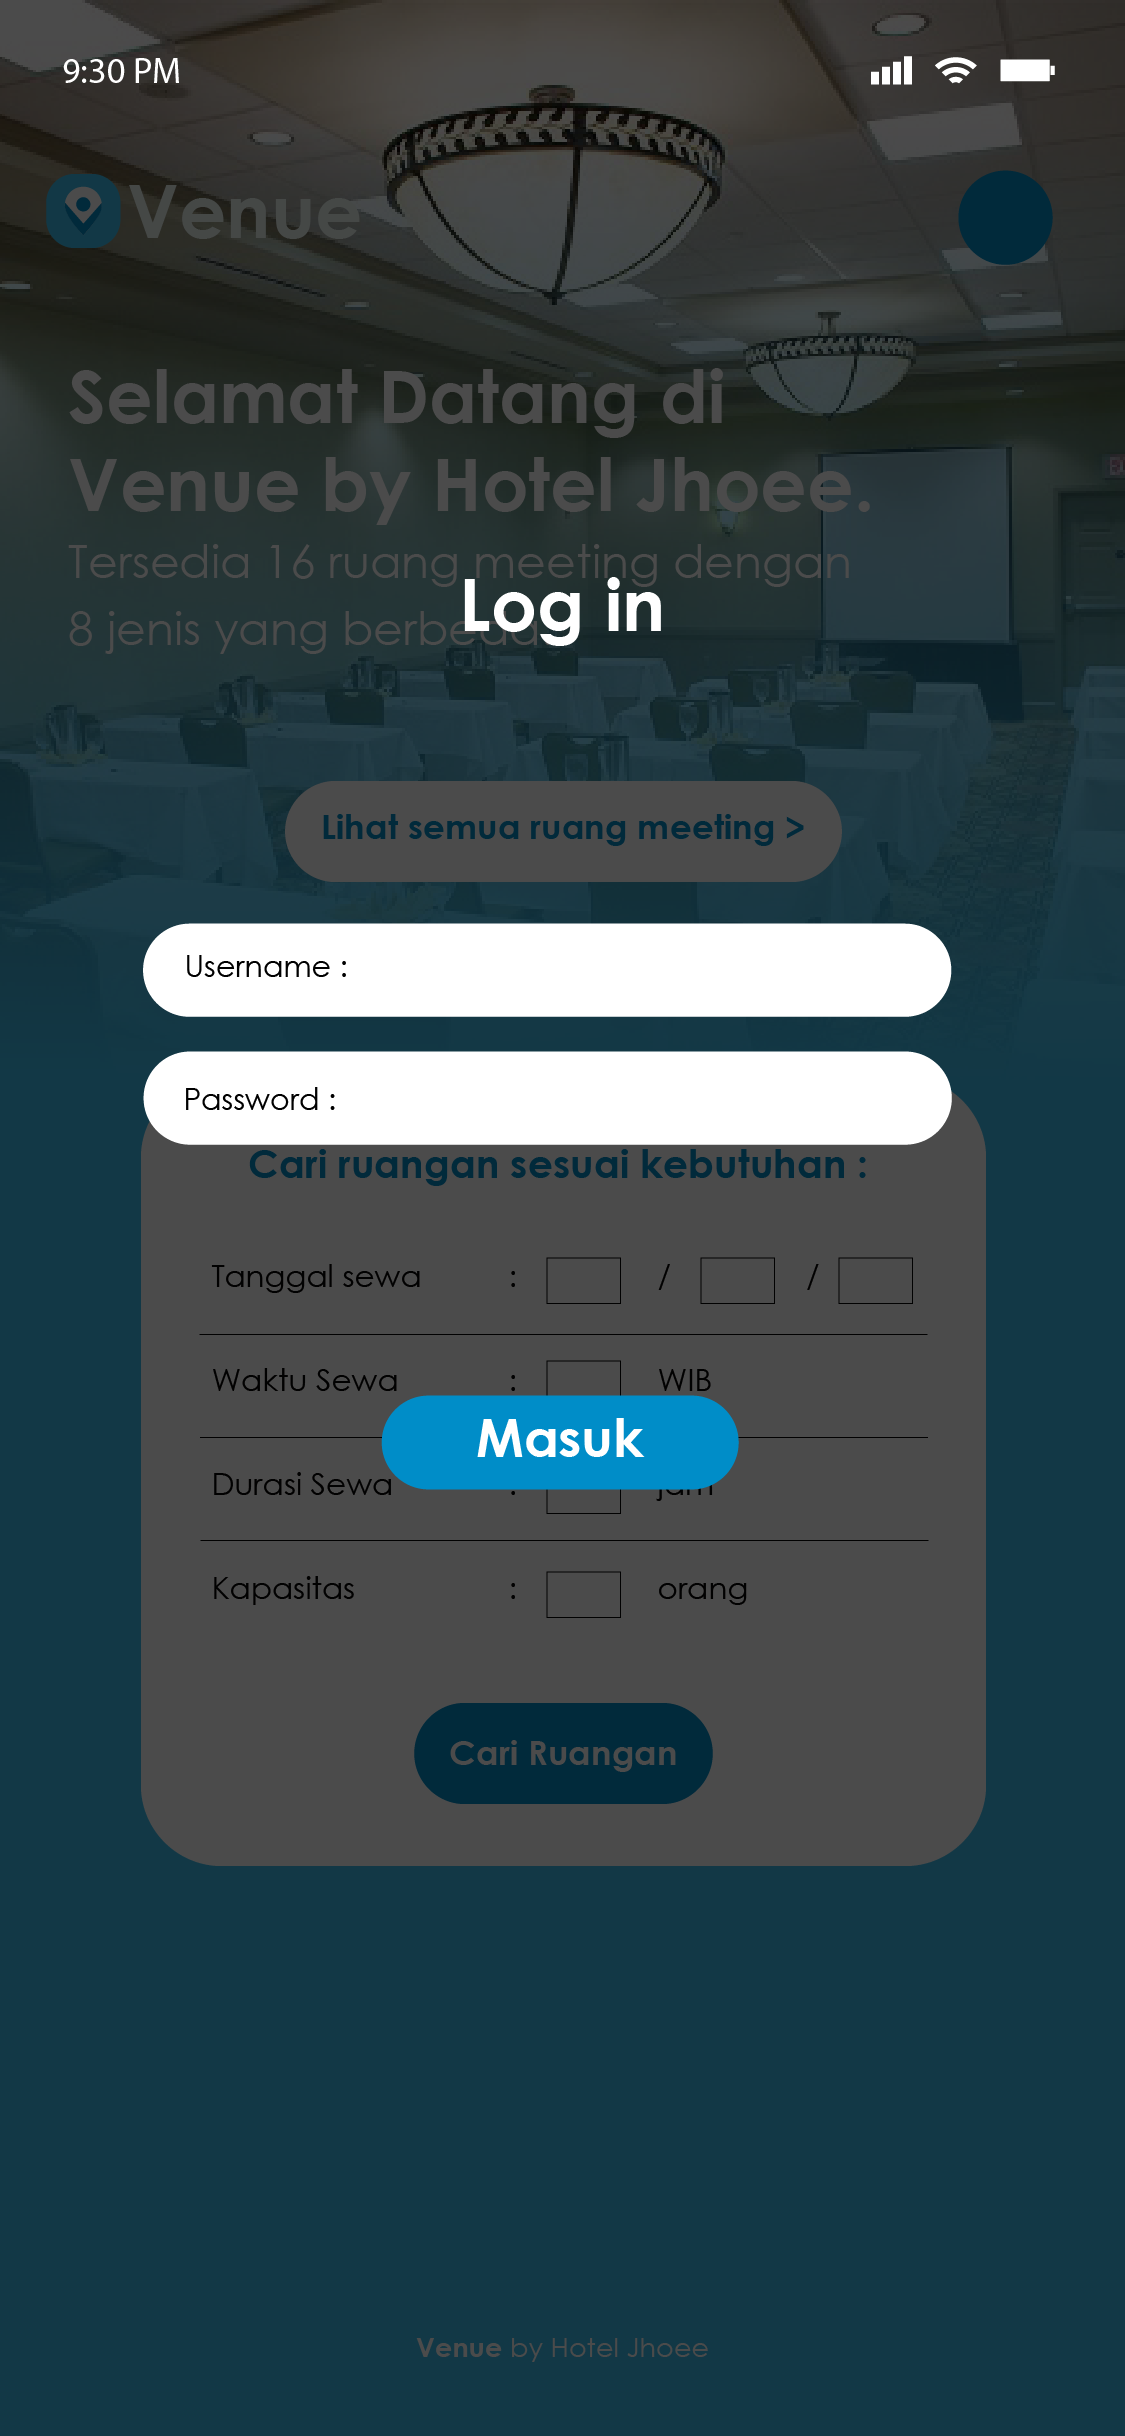 9:30 PM
Venue
Selamat Datang di
Venue by Hotel Jhoee.
Tersedia 16 ruang meeting dengan
8 jenis yang berbeda
Log in
Lihat semua ruang meeting >
Username :
Password :
Cari ruangan sesuai kebutuhan :
Tanggal sewa : / /
Waktu Sewa : WIB
Masuk
Durasi Sewa : jam
Kapasitas : orang
Cari Ruangan
Venue by Hotel Jhoee